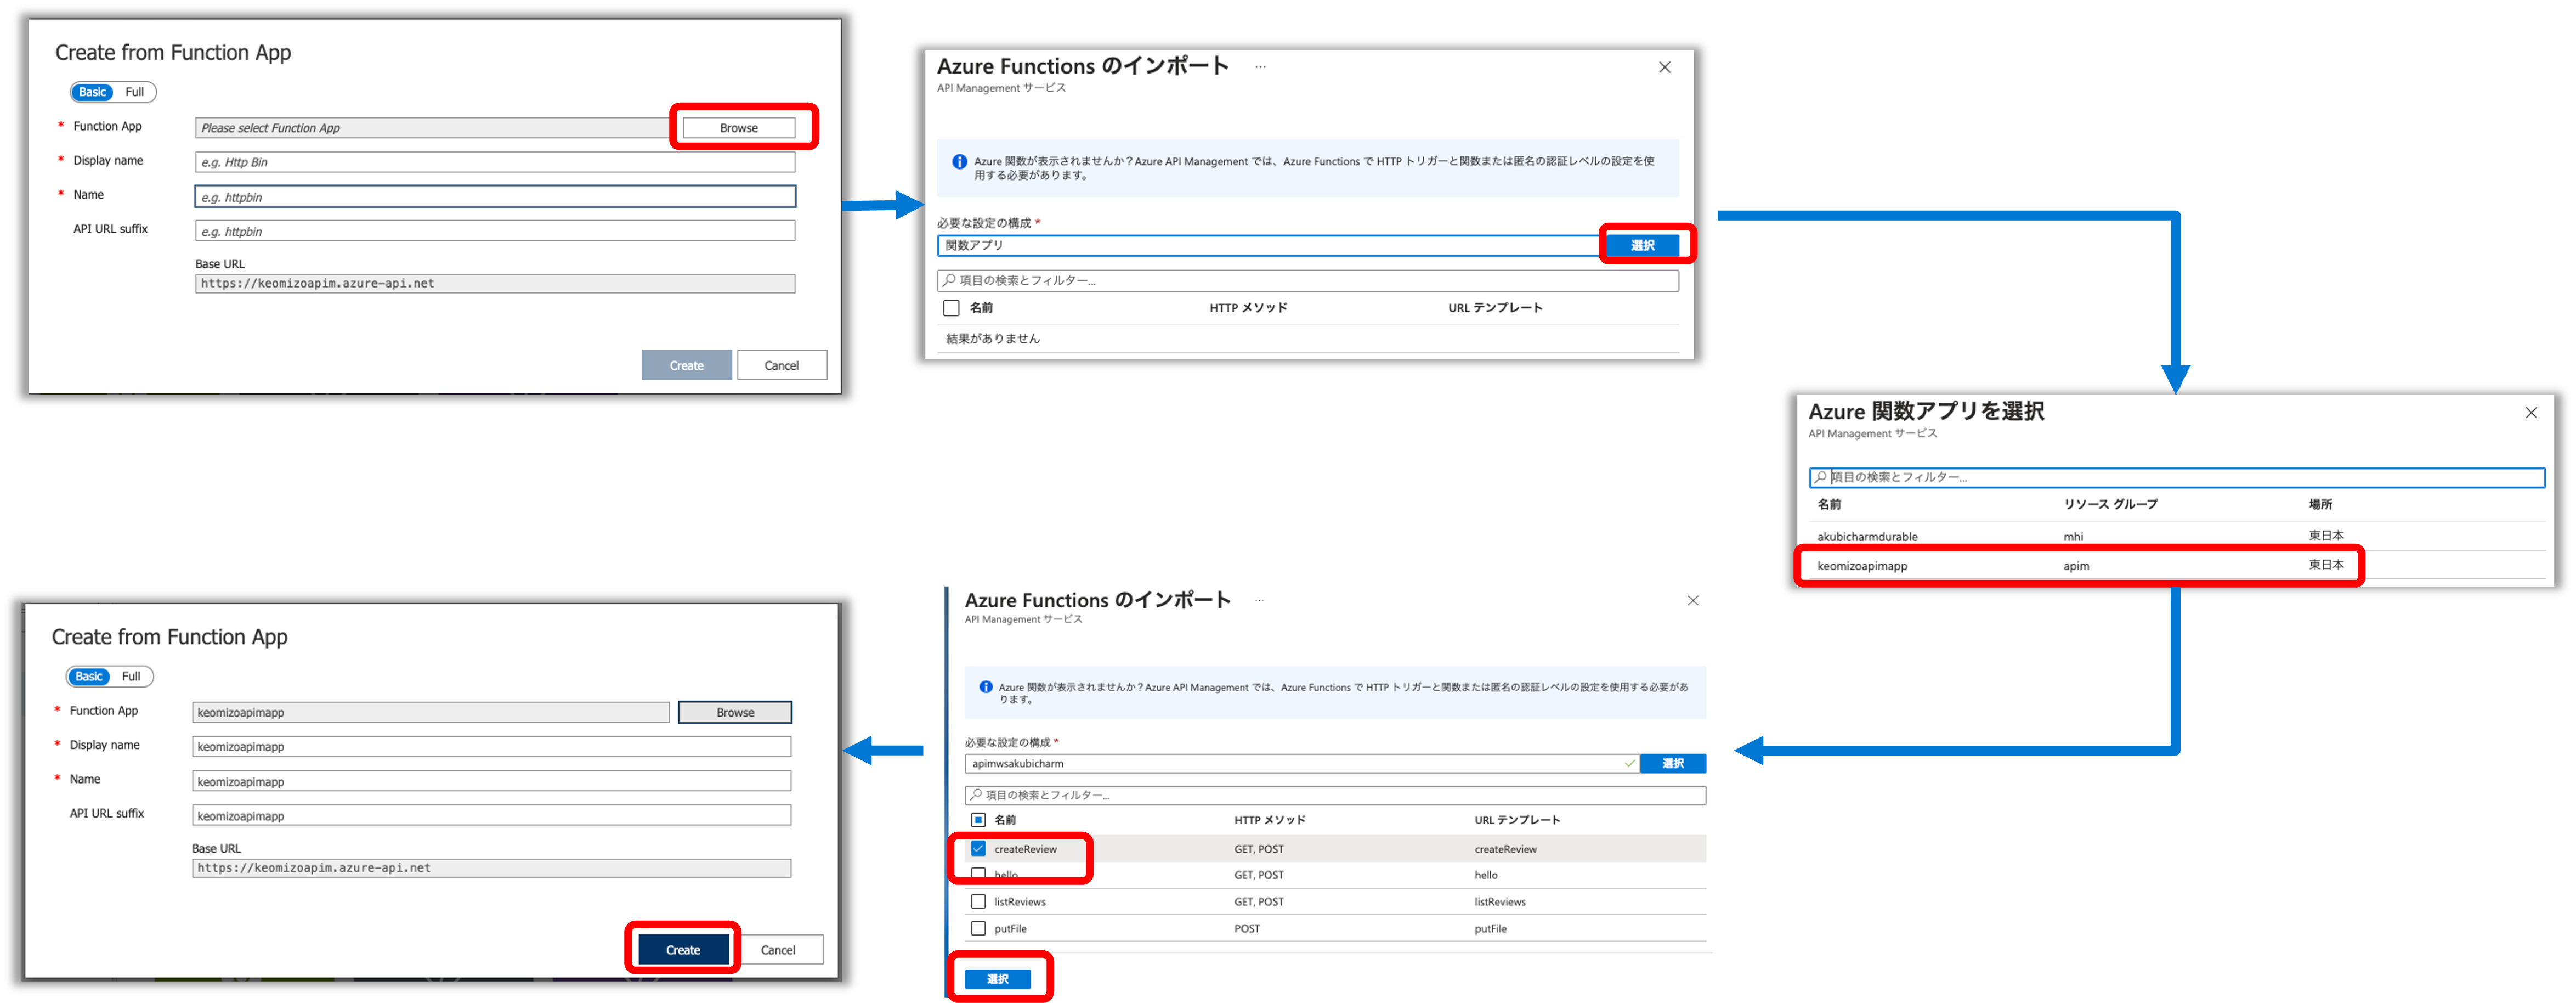 Create from Function App
Basic Full
* Function App Please select Function App Browse
* Display name e.g. Http Bin
* Name e.g. httpbin
API URL suffix e.g. httpbin
Base URL
https://keomizoapim.azure-api.net
Create Cancel
Azure Functions のインポート ...
API Management サービス
Azure 関数が表示されませんか？Azure API Management では、Azure Functions で HTTP トリガーと関数または匿名の認証レベルの設定を使
用する必要があります。
必要な設定の構成 *
関数アプリ 選択
項目の検索とフィルター...
名前 HTTP メソッド URL テンプレート
結果がありません
Azure 関数アプリを選択
API Management サービス
項目の検索とフィルター...
名前 リソース グループ 場所
akubicharmdurable mhi 東日本
keomizoapimapp apim 東日本
Azure Functions のインポート ...
API Management サービス
Azure 関数が表示されませんか？Azure API Management では、Azure Functions で HTTP トリガーと関数または匿名の認証レベルの設定を使用する必要があ
ります。
必要な設定の構成 *
apimwsakubicharm 選択
項目の検索とフィルター...
名前 HTTP メソッド URL テンプレート
createReview GET, POST createReview
hello GET, POST hello
listReviews GET, POST listReviews
putFile POST putFile
選択
Create from Function App
Basic Full
* Function App keomizoapimapp Browse
* Display name keomizoapimapp
* Name keomizoapimapp
API URL suffix keomizoapimapp
Base URL
https://keomizoapim.azure-api.net
Create Cancel